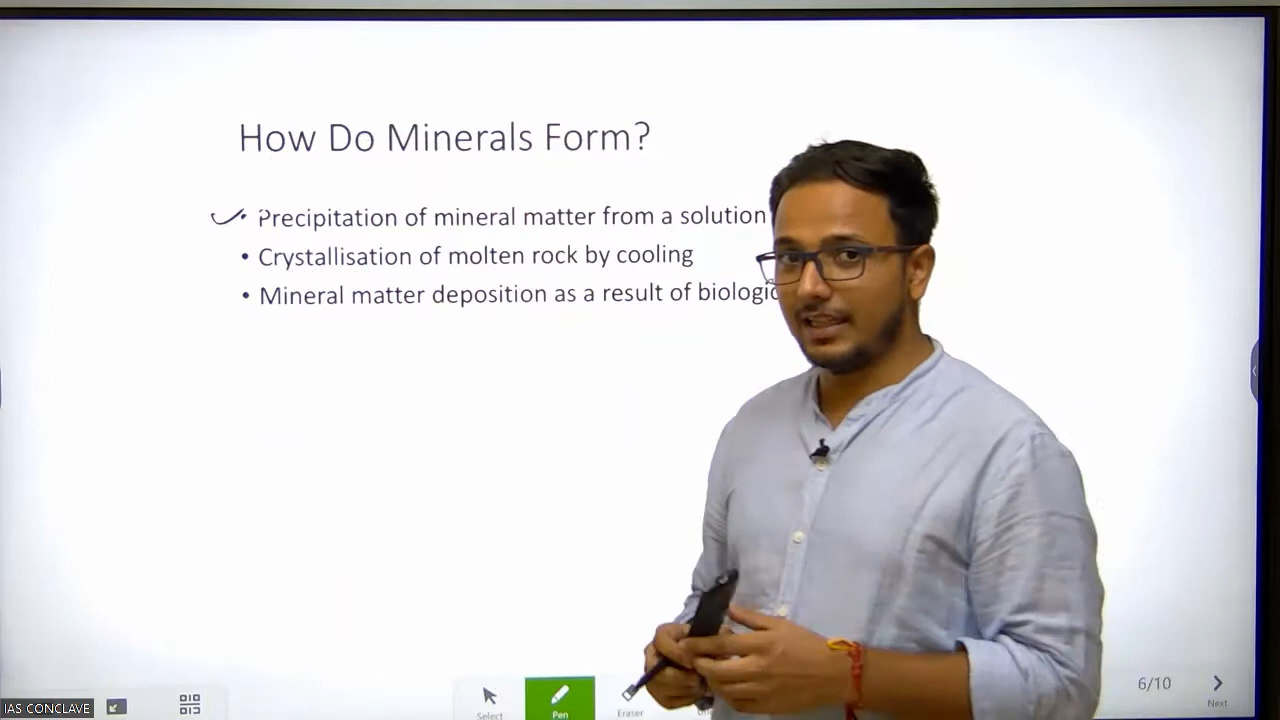 How Do Minerals Form?
• Precipitation of mineral matter from a solution
• Crystallisation of molten rock by cooling
• Mineral matter deposition as a result of
IAS CONCLAVE
Select
Pen
Eraser
6/10
Next